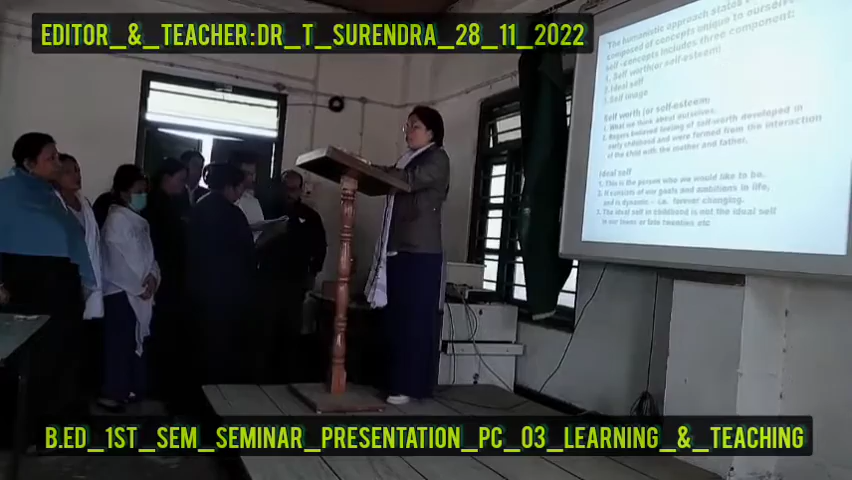 EDITOR_&_TEACHER:DR_T_SURENDRA_28_11_2022
The humanistic approach states
composed of concepts unique to ourselves.
self-concepts includes three component:
1. Self worth(or self-esteem)
2. Ideal self
3. Self image
Self worth (or self-esteem)
1. What we think about ourselves.
2. Rogers believed feeling of self-worth developed in
early childhood and were formed from the interaction
of the child with the mother and father.
Ideal self
1. This is the person who we would like to be.
2. It consists of our goals and ambitions in life,
and is dynamic – i.e. forever changing.
3. The ideal self in childhood is not the ideal self
in our teens or late twenties etc
B.ED_1ST_SEM_SEMINAR_PRESENTATION_PC_03_LEARNING_&_TEACHING